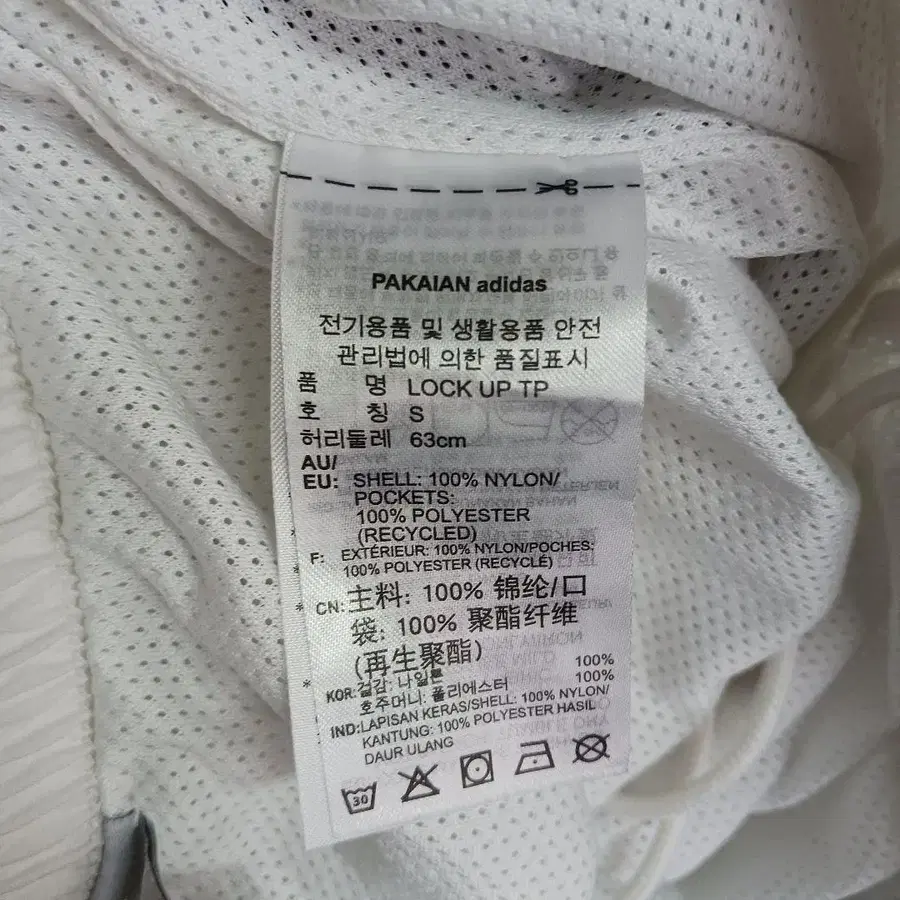 PAKAIAN adidas
전기용품 및 생활용품 안전
관리법에 의한 품질표시
품 명 LOCK UP TP
호 칭 S
허리둘레 63cm
AU/
EU: SHELL: 100% NYLON/
POCKETS:
100% POLYESTER
(RECYCLED)
F: EXTÉRIEUR: 100% NYLON/POCHES:
100% POLYESTER (RECYCLÉ)
* CN: 主料: 100% 锦纶/口
袋: 100% 聚酯纤维
(再生聚酯)
* KOR: 겉감: 나일론 100%
호주머니: 폴리에스터 100%
IND: LAPISAN KERAS/SHELL: 100% NYLON/
KANTUNG: 100% POLYESTER HASIL
DAUR ULANG
30